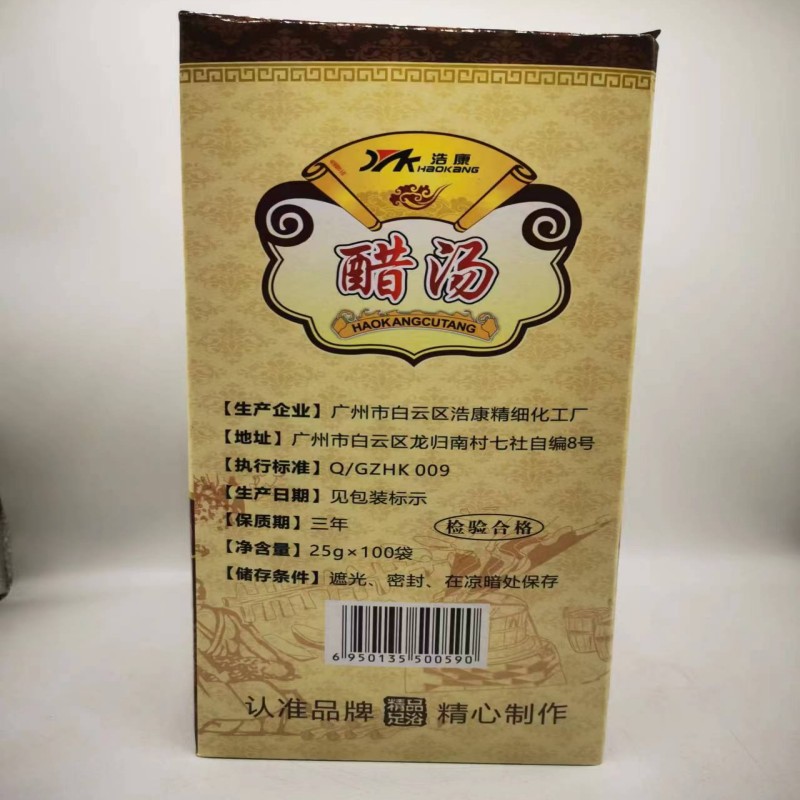 浩康
HAOKANG
醋汤
HAOKANGCUTANG
【生产企业】广州市白云区浩康精细化工厂
【地址】广州市白云区龙归南村七社自编8号
【执行标准】Q/GZHK 009
【生产日期】见包装标示
【保质期】三年
检验合格
【净含量】25g×100袋
【储存条件】遮光、密封、在凉暗处保存
6 950135 500590
认准品牌 精品足浴 精心制作